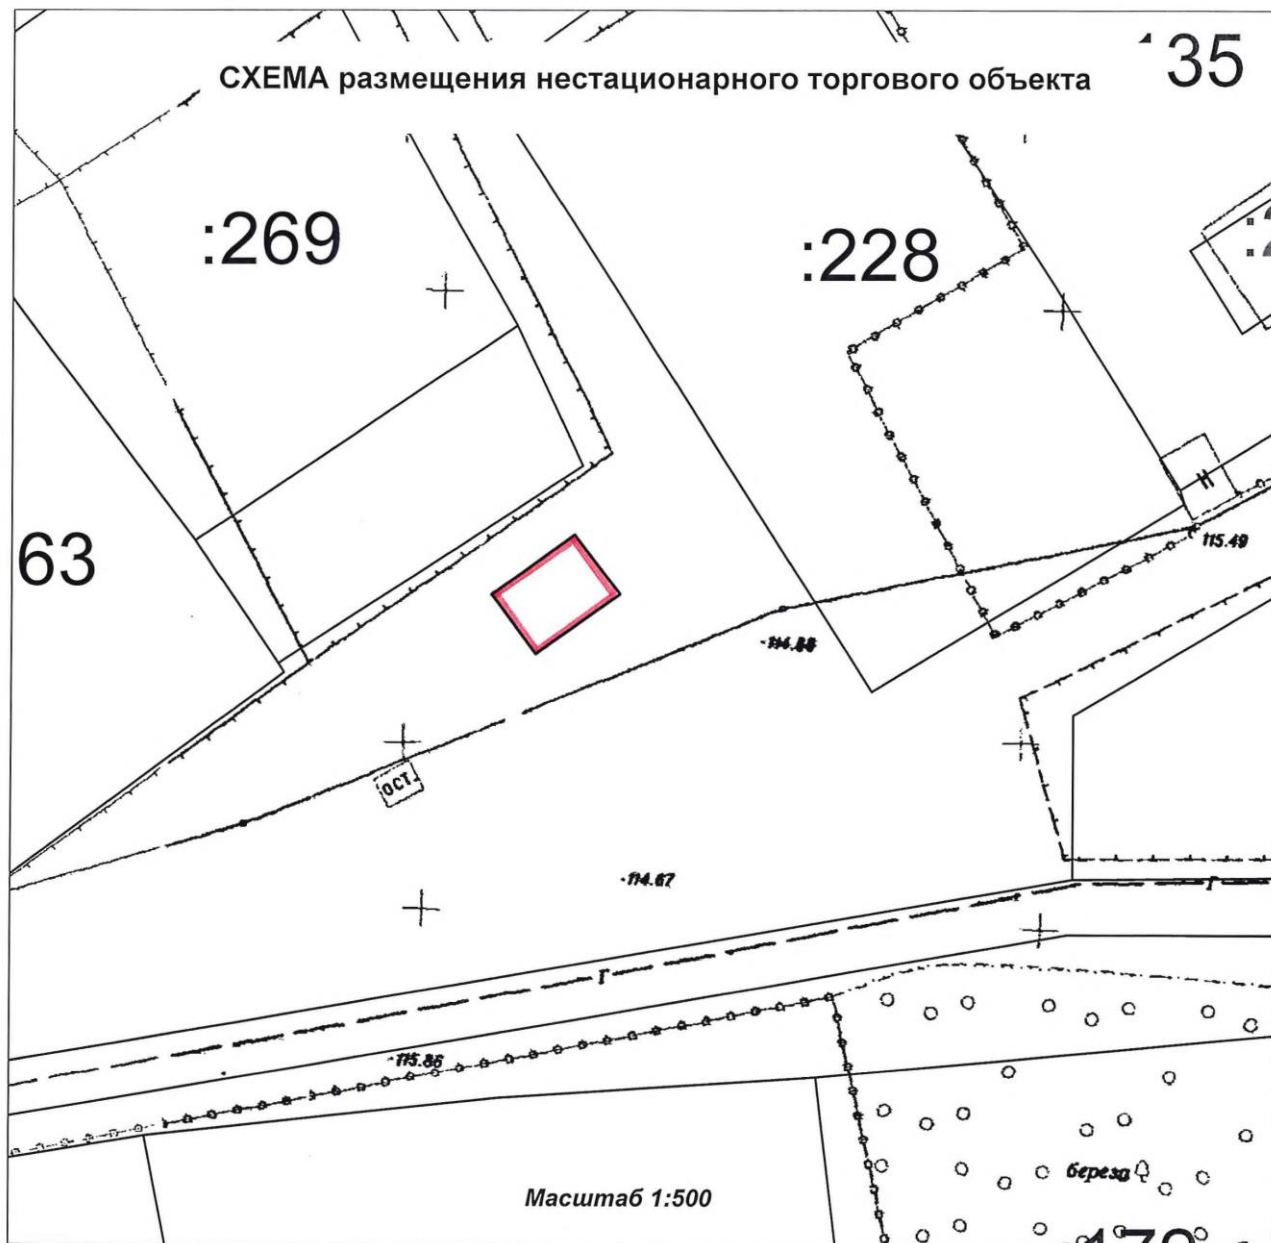 СХЕМА размещения нестационарного торгового объекта
35
:269
:228
63
115.49
114.88
ОСТ.
114.67
Г
Г
115.86
береза
Масштаб 1:500